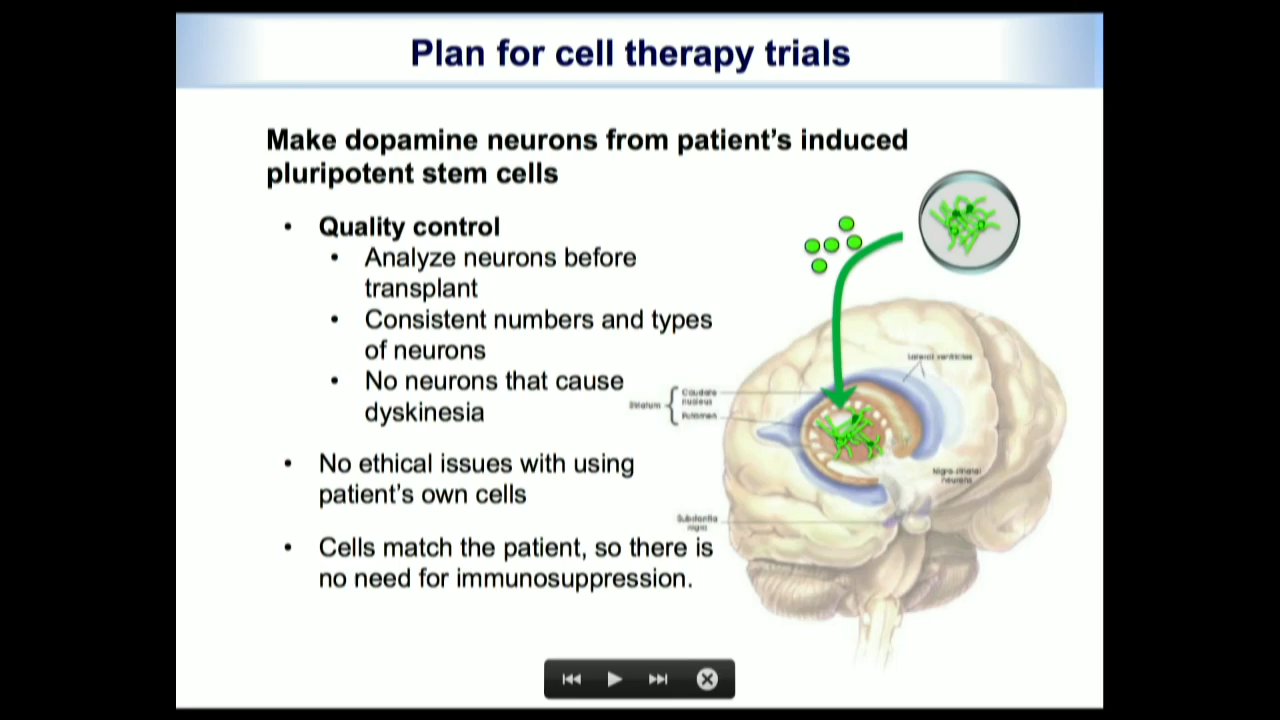 Plan for cell therapy trials
Make dopamine neurons from patient's induced
pluripotent stem cells
• Quality control
• Analyze neurons before
transplant
• Consistent numbers and types
of neurons
• No neurons that cause
dyskinesia
• No ethical issues with using
patient's own cells
• Cells match the patient, so there is
no need for immunosuppression.
Lateral ventricles
Striatum
Caudate
nucleus
Putamen
Nigro-striatal
neurons
Substantia
nigra